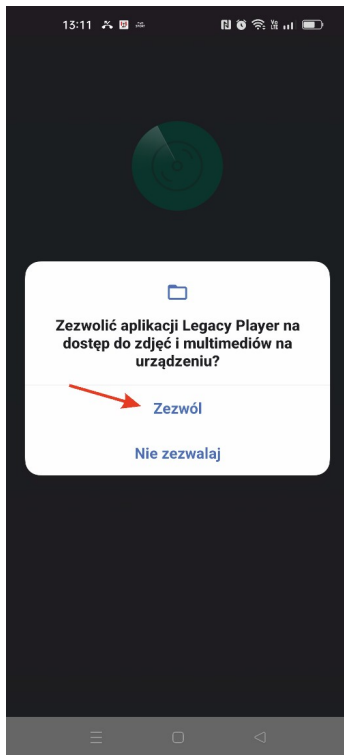 13:11
Zezwolić aplikacji Legacy Player na
dostęp do zdjęć i multimediów na
urządzeniu?
Zezwól
Nie zezwalaj